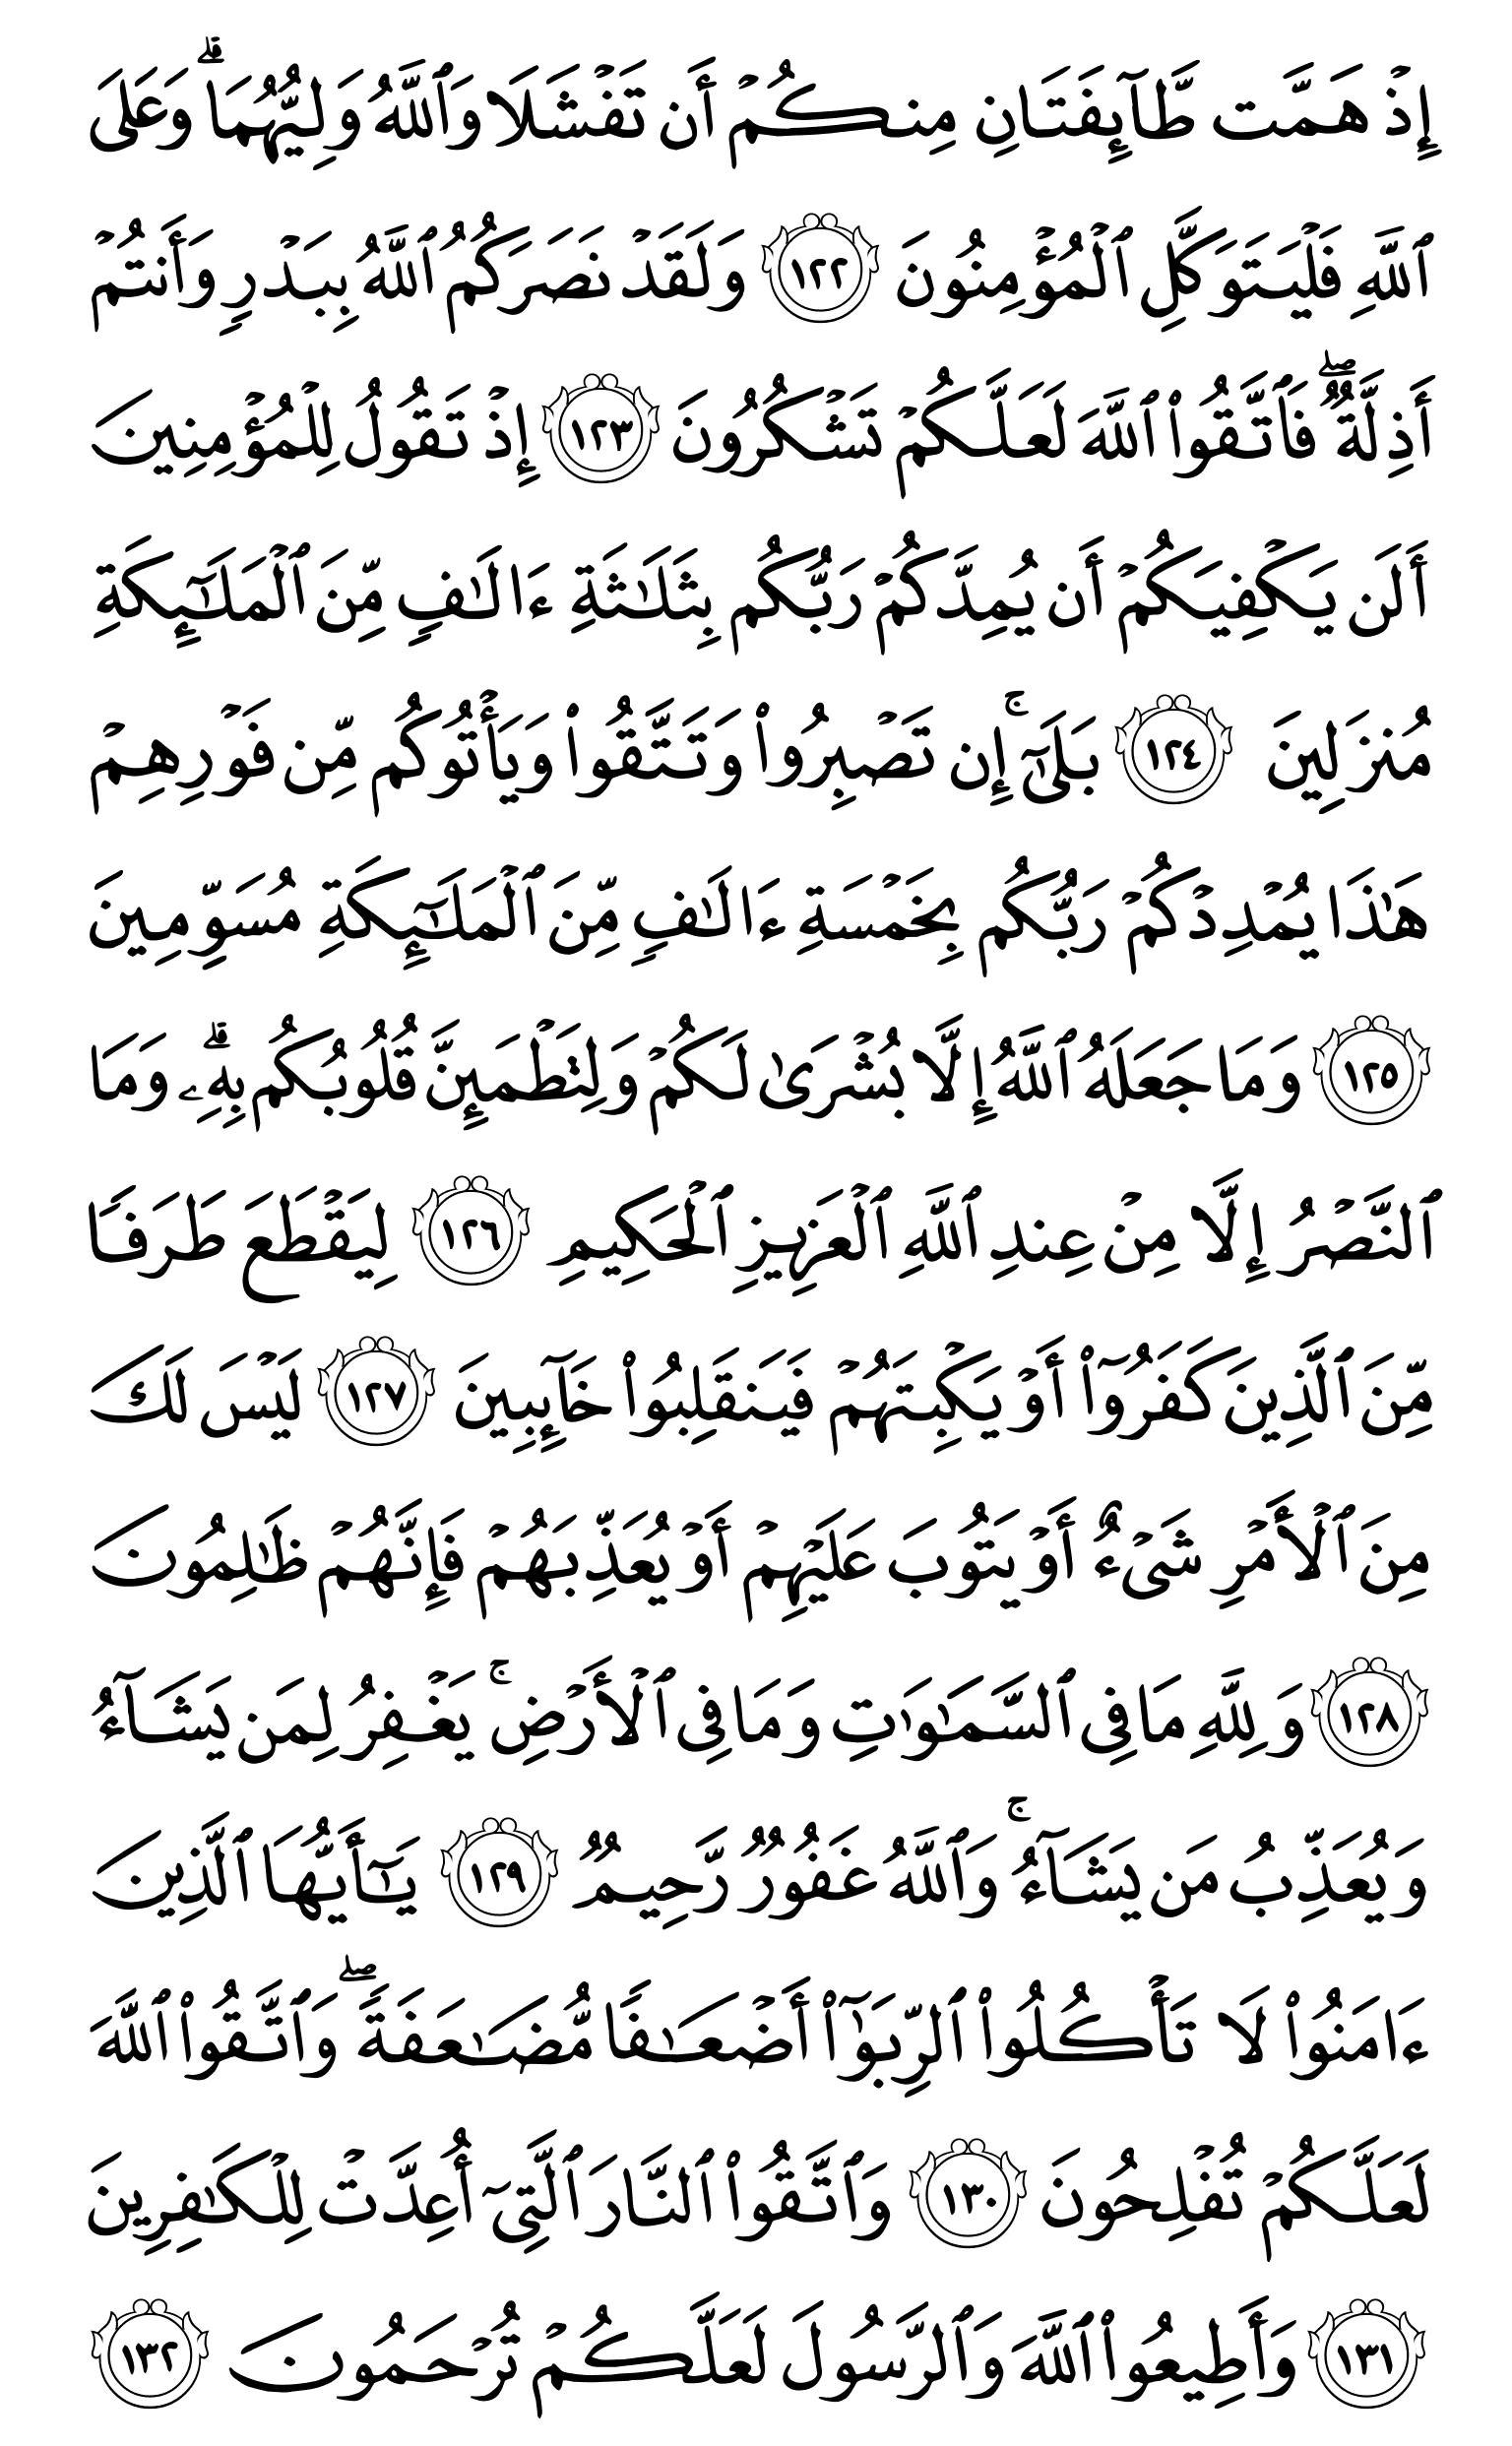 إِذۡ هَمَّت طَّآئِفَتَانِ مِنكُمۡ أَن تَفۡشَلَا وَٱللَّهُ وَلِيُّهُمَاۗ وَعَلَى
ٱللَّهِ فَلۡيَتَوَكَّلِ ٱلۡمُؤۡمِنُونَ ١٢٢ وَلَقَدۡ نَصَرَكُمُ ٱللَّهُ بِبَدۡرٖ وَأَنتُمۡ
أَذِلَّةٞۖ فَٱتَّقُواْ ٱللَّهَ لَعَلَّكُمۡ تَشۡكُرُونَ ١٢٣ إِذۡ تَقُولُ لِلۡمُؤۡمِنِينَ
أَلَن يَكۡفِيَكُمۡ أَن يُمِدَّكُمۡ رَبُّكُم بِثَلَٰثَةِ ءَالَٰفٖ مِّنَ ٱلۡمَلَٰٓئِكَةِ
مُنزَلِينَ ١٢٤ بَلَىٰٓۚ إِن تَصۡبِرُواْ وَتَتَّقُواْ وَيَأۡتُوكُم مِّن فَوۡرِهِمۡ
هَٰذَا يُمۡدِدۡكُمۡ رَبُّكُم بِخَمۡسَةِ ءَالَٰفٖ مِّنَ ٱلۡمَلَٰٓئِكَةِ مُسَوِّمِينَ
١٢٥ وَمَا جَعَلَهُ ٱللَّهُ إِلَّا بُشۡرَىٰ لَكُمۡ وَلِتَطۡمَئِنَّ قُلُوبُكُم بِهِۦۗ وَمَا
ٱلنَّصۡرُ إِلَّا مِنۡ عِندِ ٱللَّهِ ٱلۡعَزِيزِ ٱلۡحَكِيمِ ١٢٦ لِيَقۡطَعَ طَرَفٗا
مِّنَ ٱلَّذِينَ كَفَرُوٓاْ أَوۡ يَكۡبِتَهُمۡ فَيَنقَلِبُواْ خَآئِبِينَ ١٢٧ لَيۡسَ لَكَ
مِنَ ٱلۡأَمۡرِ شَيۡءٌ أَوۡ يَتُوبَ عَلَيۡهِمۡ أَوۡ يُعَذِّبَهُمۡ فَإِنَّهُمۡ ظَٰلِمُونَ
١٢٨ وَلِلَّهِ مَا فِي ٱلسَّمَٰوَٰتِ وَمَا فِي ٱلۡأَرۡضِۚ يَغۡفِرُ لِمَن يَشَآءُ
وَيُعَذِّبُ مَن يَشَآءُۚ وَٱللَّهُ غَفُورٞ رَّحِيمٞ ١٢٩ يَٰٓأَيُّهَا ٱلَّذِينَ
ءَامَنُواْ لَا تَأۡكُلُواْ ٱلرِّبَوٰٓاْ أَضۡعَٰفٗا مُّضَٰعَفَةٗۖ وَٱتَّقُواْ ٱللَّهَ
لَعَلَّكُمۡ تُفۡلِحُونَ ١٣٠ وَٱتَّقُواْ ٱلنَّارَ ٱلَّتِيٓ أُعِدَّتۡ لِلۡكَٰفِرِينَ
١٣١ وَأَطِيعُواْ ٱللَّهَ وَٱلرَّسُولَ لَعَلَّكُمۡ تُرۡحَمُونَ ١٣٢